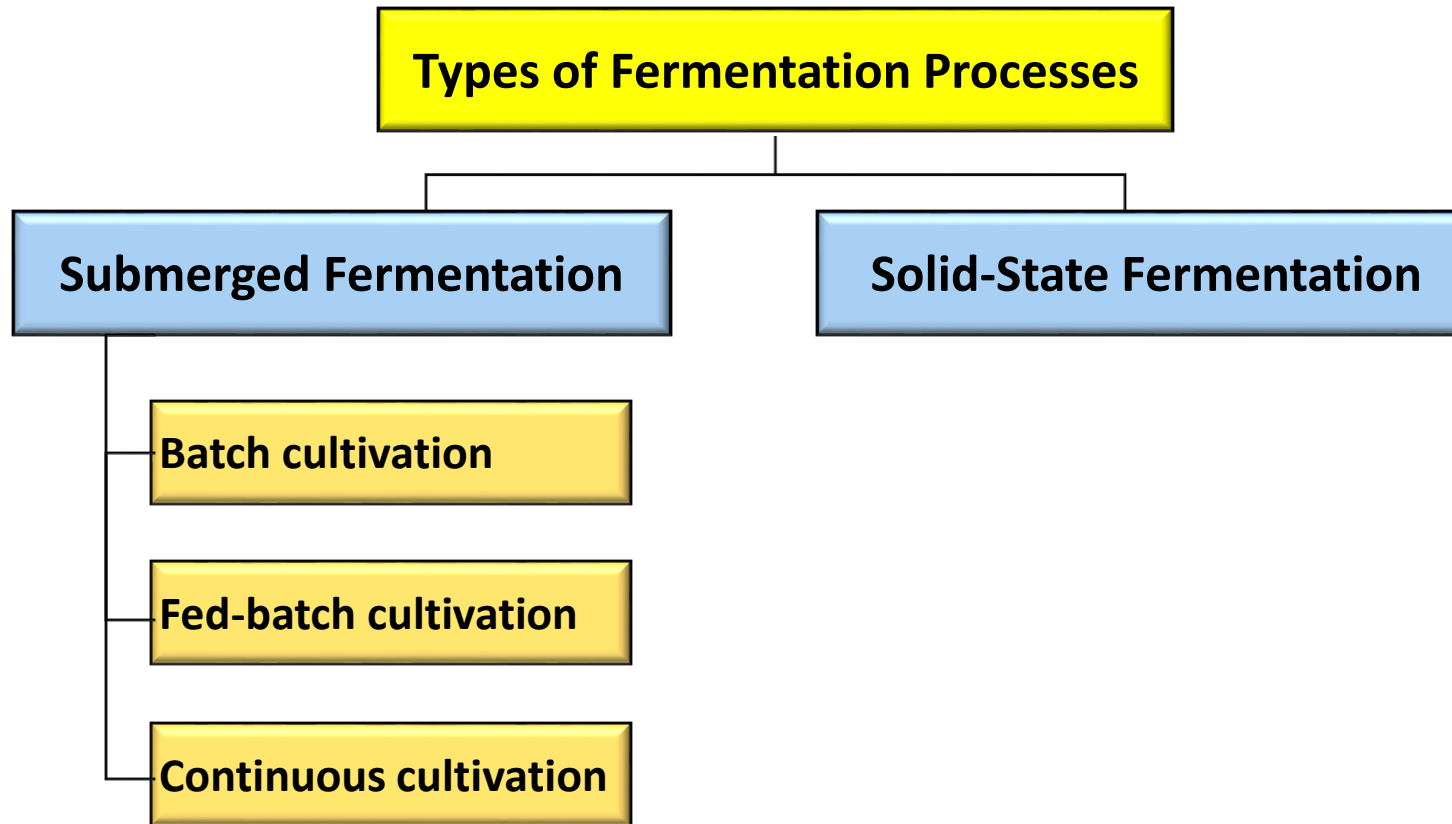 Types of Fermentation Processes
Submerged Fermentation
Solid-State Fermentation
Batch cultivation
Fed-batch cultivation
Continuous cultivation